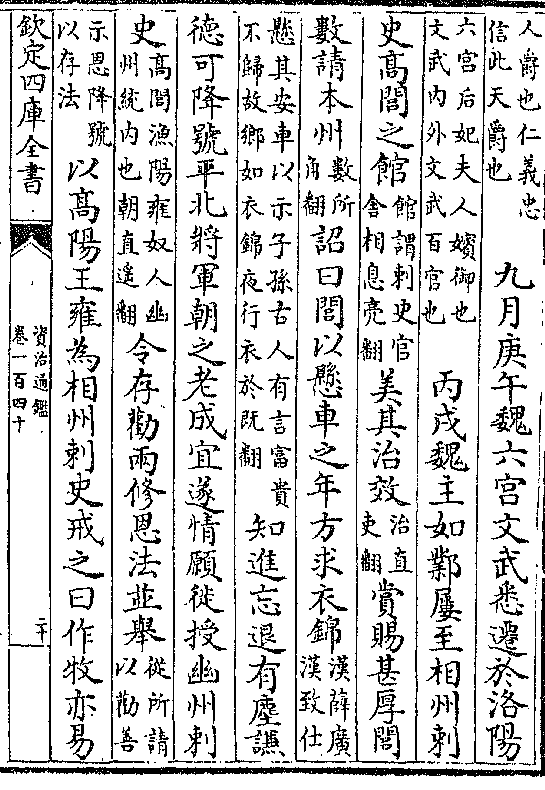 人爵也仁義忠信此天爵也 九月庚午魏六宮文武悉遷於洛陽
六宮后妃夫人嬪御也文武内外文武百官也 丙戌魏主如鄴屢至相州刺
史髙閭之館館謂刺史官舍相息亮翻美其治效治直吏翻賞賜甚厚閭
數請本州數所角翻詔曰閭以懸車之年方求衣錦漢薛廣致仕
懸其安車以示子孫古人有言富貴不歸故鄉如衣錦夜行衣於既翻知進忘退有塵謙
德可降號平北將軍朝之老成宜遂情願徙授幽州刺
史髙閭漁陽雍奴人幽州統内也朝直遙翻令存勸兩修恩法並舉從所請以勸善
示恩降號以存法 以髙陽王雍為相州刺史戒之曰作牧亦易
欽定四庫全書
資治通鑑
卷一百四十
二十